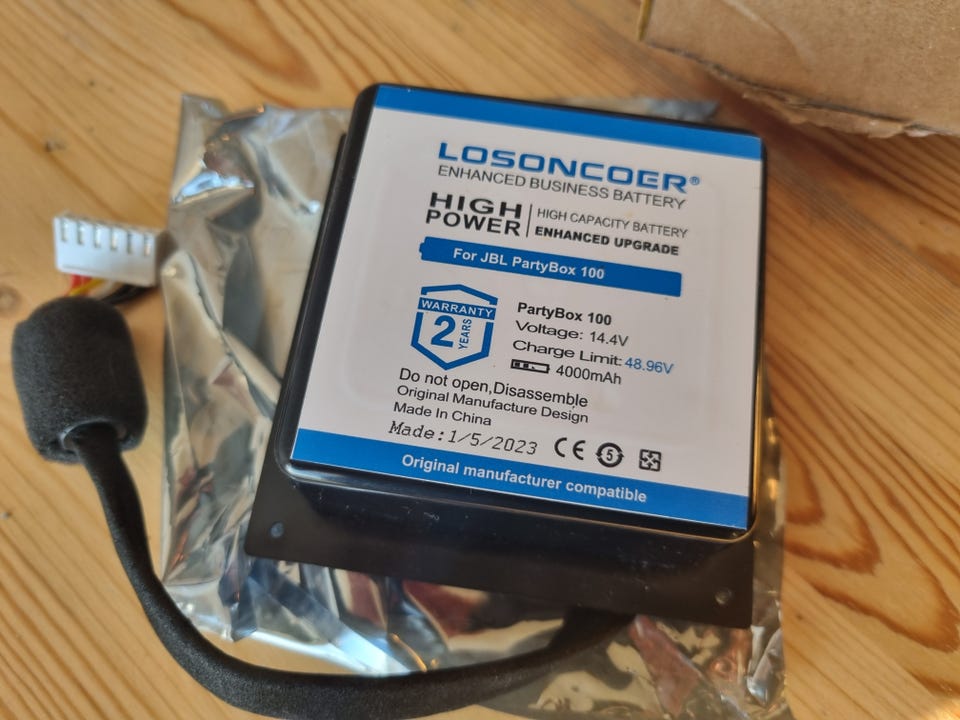 LOSONCOER®
ENHANCED BUSINESS BATTERY
HIGH POWER
HIGH CAPACITY BATTERY
ENHANCED UPGRADE
For JBL PartyBox 100
WARRANTY
2 YEARS
PartyBox 100
Voltage: 14.4V
Charge Limit: 48.96V
4000mAh
Do not open,Disassemble
Original Manufacture Design
Made In China
Made:1/5/2023 CE 5
Original manufacturer compatible